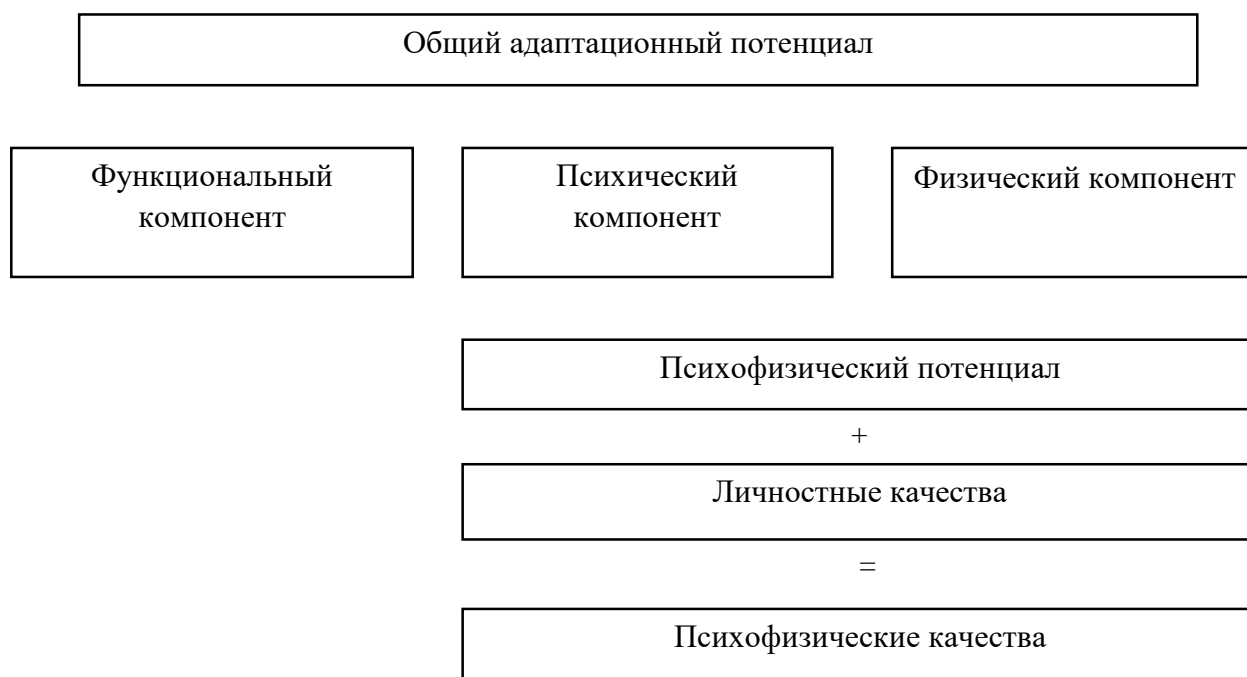 Общий адаптационный потенциал
Функциональный
компонент
Психический
компонент
Физический компонент
Психофизический потенциал
+
Личностные качества
=
Психофизические качества